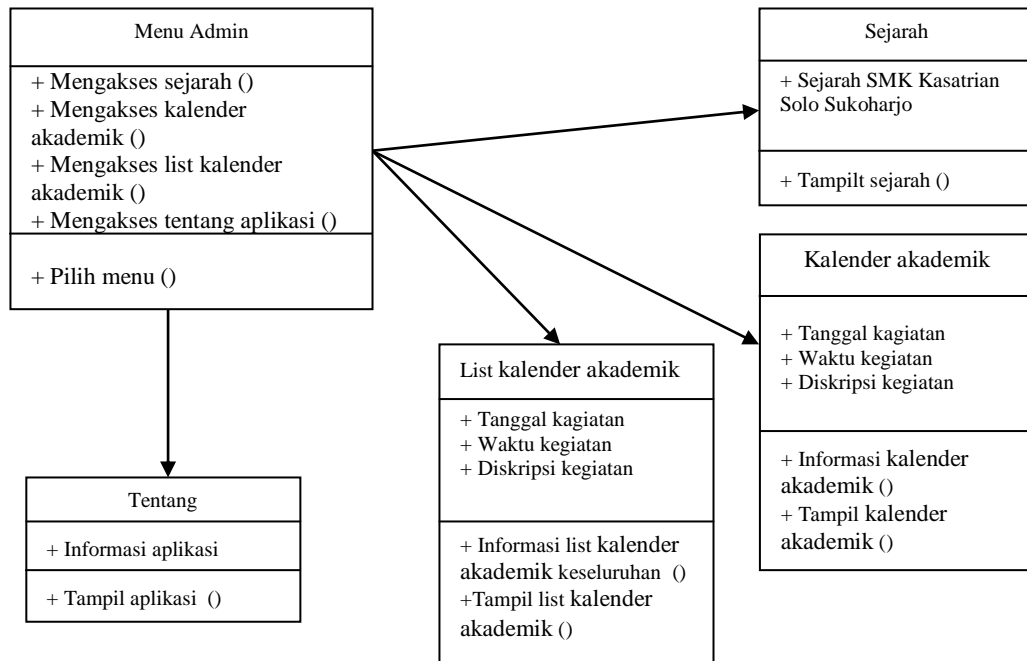 Menu Admin
+ Mengakses sejarah ()
+ Mengakses kalender
akademik ()
+ Mengakses list kalender
akademik ()
+ Mengakses tentang aplikasi ()
+ Pilih menu ()
Sejarah
+ Sejarah SMK Kasatrian
Solo Sukoharjo
+ Tampilt sejarah ()
Kalender akademik
+ Tanggal kagiatan
+ Waktu kegiatan
+ Diskripsi kegiatan
+ Informasi kalender
akademik ()
+ Tampil kalender
akademik ()
List kalender akademik
+ Tanggal kagiatan
+ Waktu kegiatan
+ Diskripsi kegiatan
+ Informasi list kalender
akademik keseluruhan ()
+Tampil list kalender
akademik ()
Tentang
+ Informasi aplikasi
+ Tampil aplikasi ()